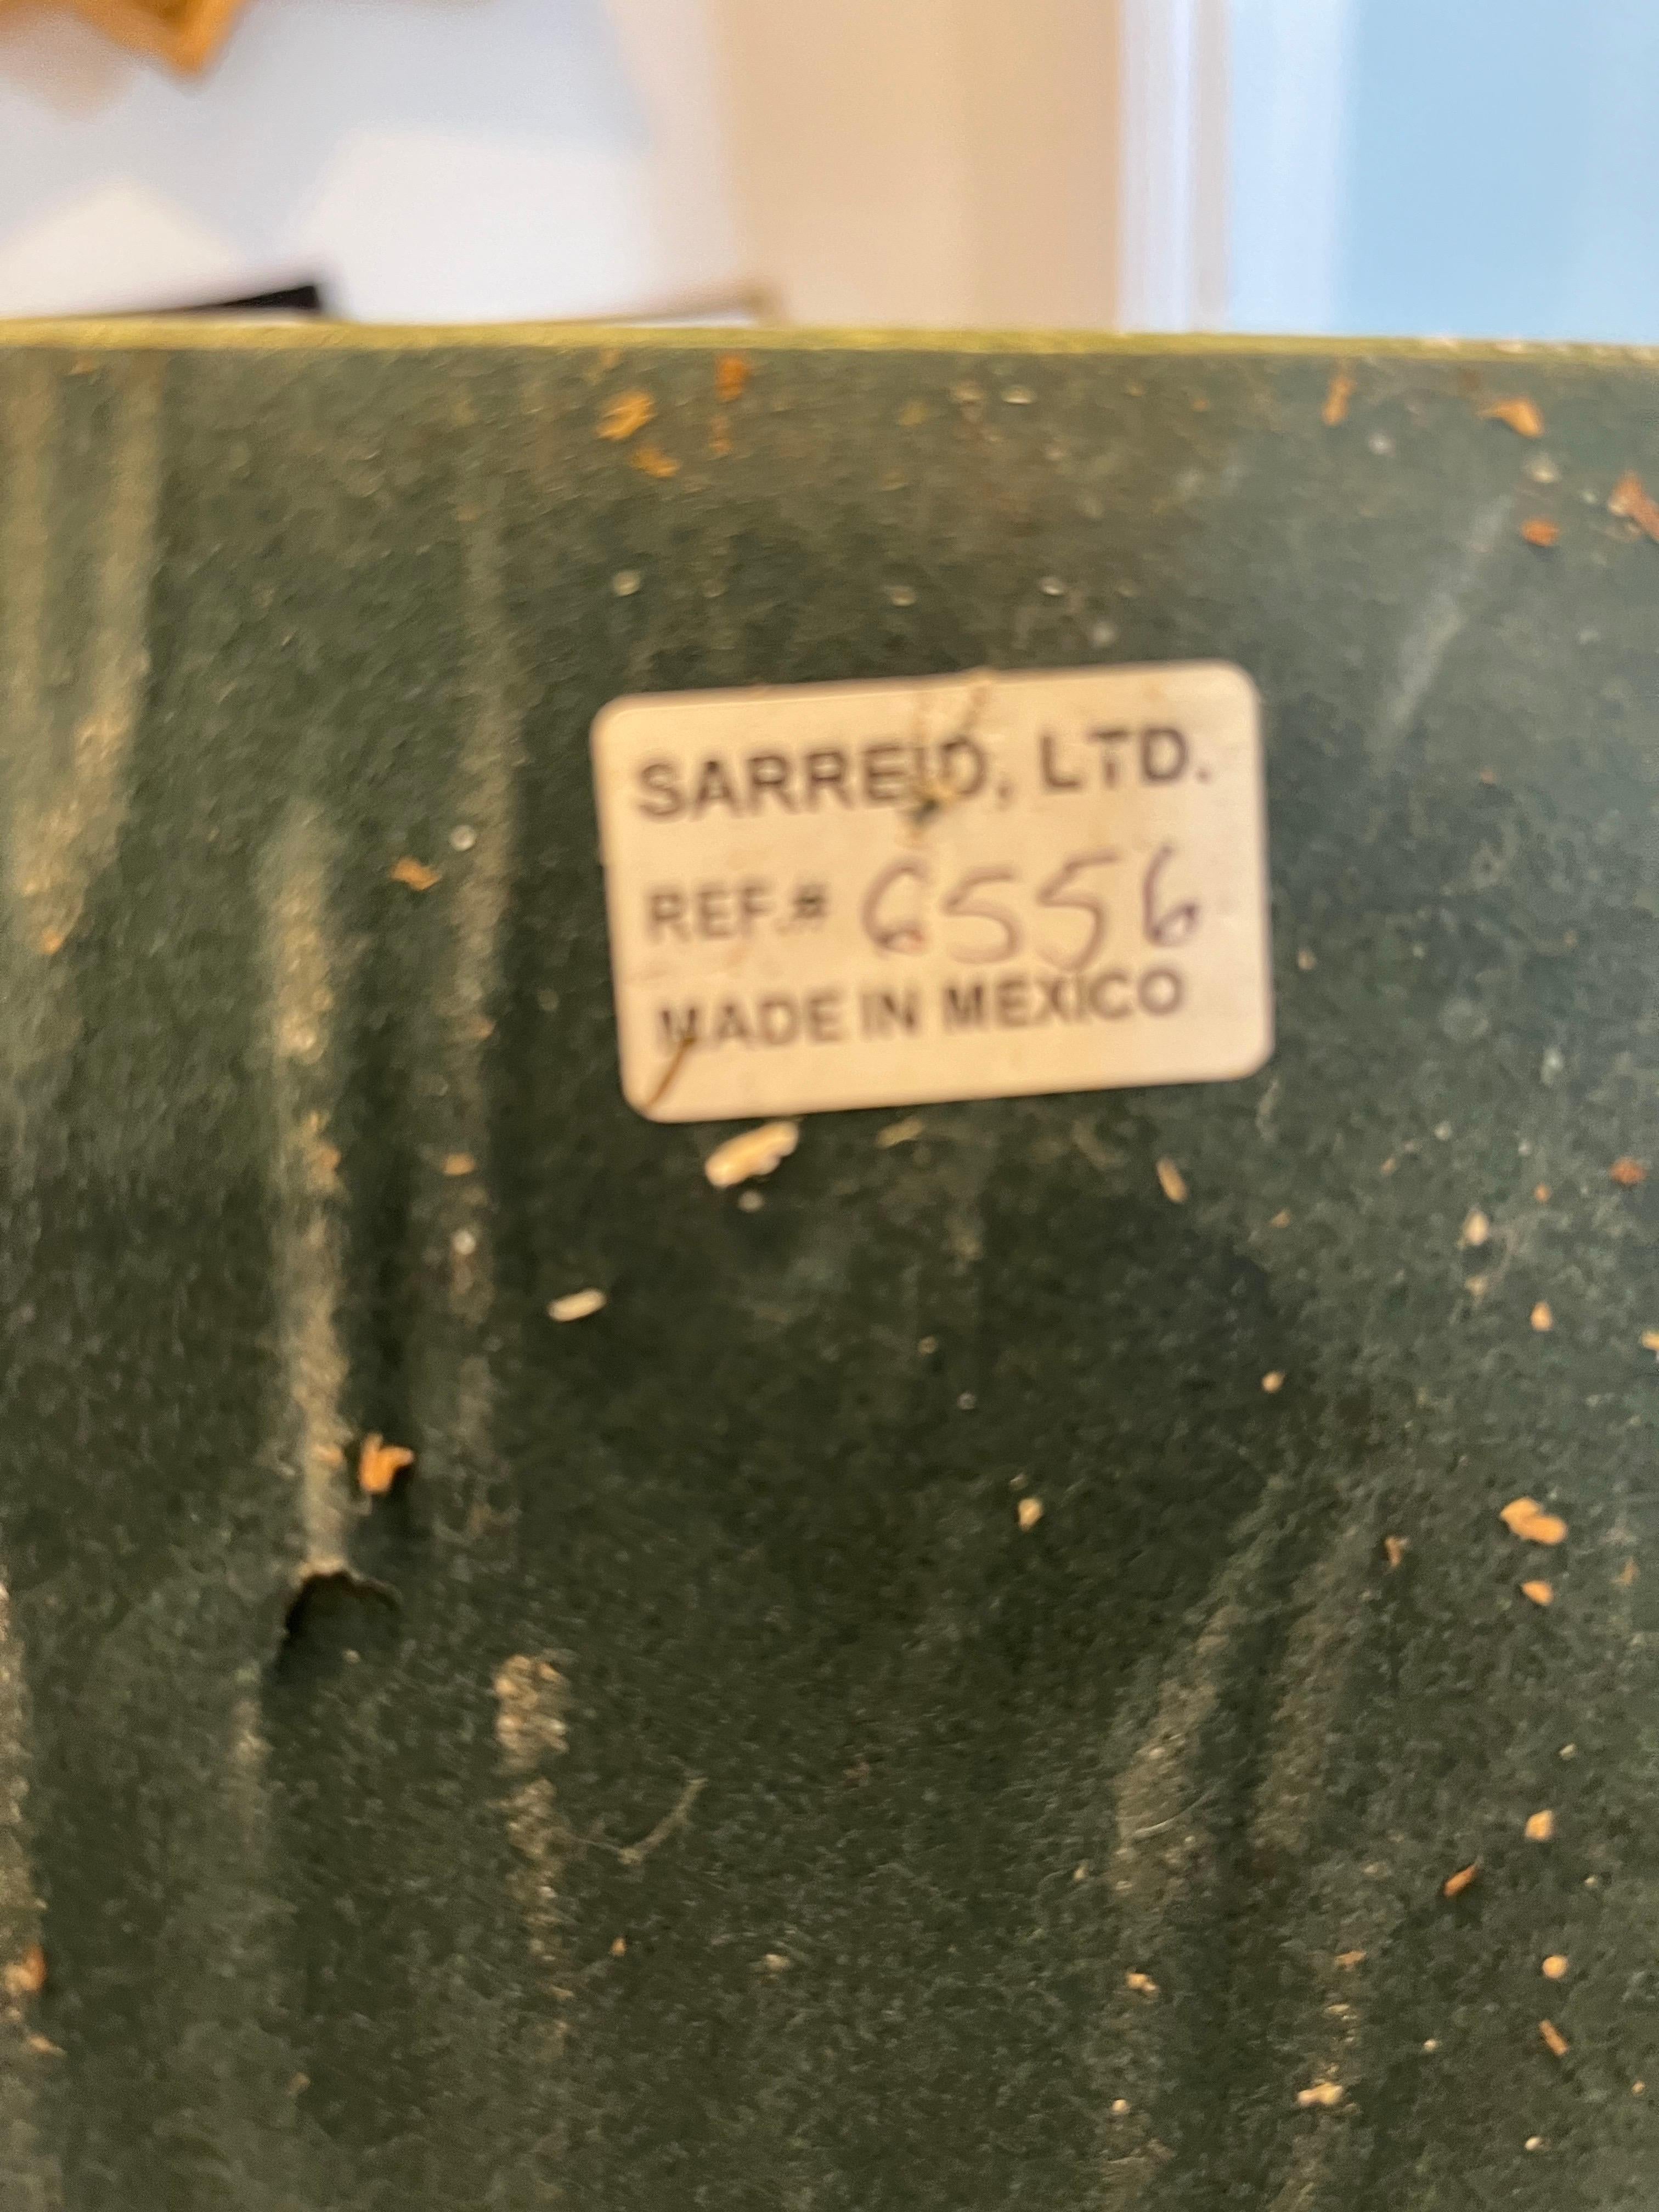 SARREID, LTD.
REF.# 6556
MADE IN MEXICO